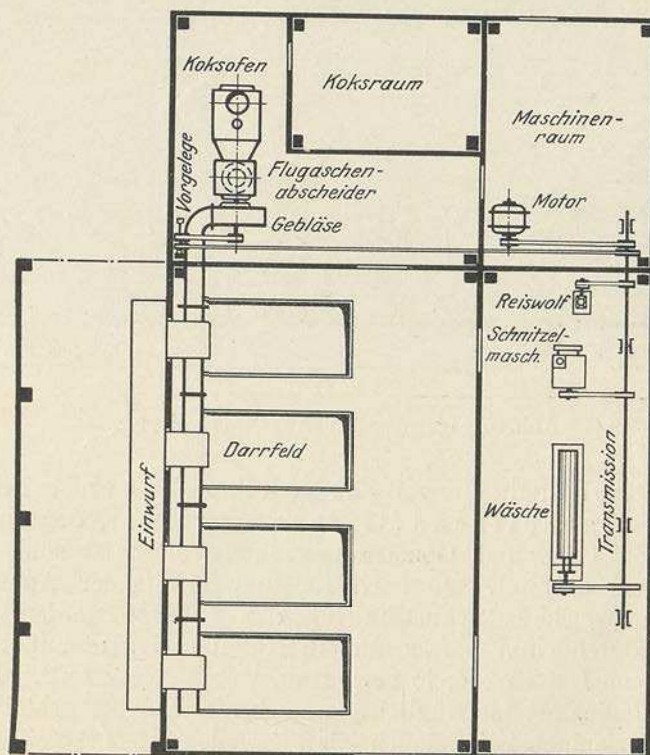 Koksofen
Koksraum
Maschinen-
raum
Vorgelege
Flugaschen-
abscheider
Gebläse
Motor
Reiswolf
Schnitzel-
masch.
Einwurf
Darrfeld
Wäsche
Transmission